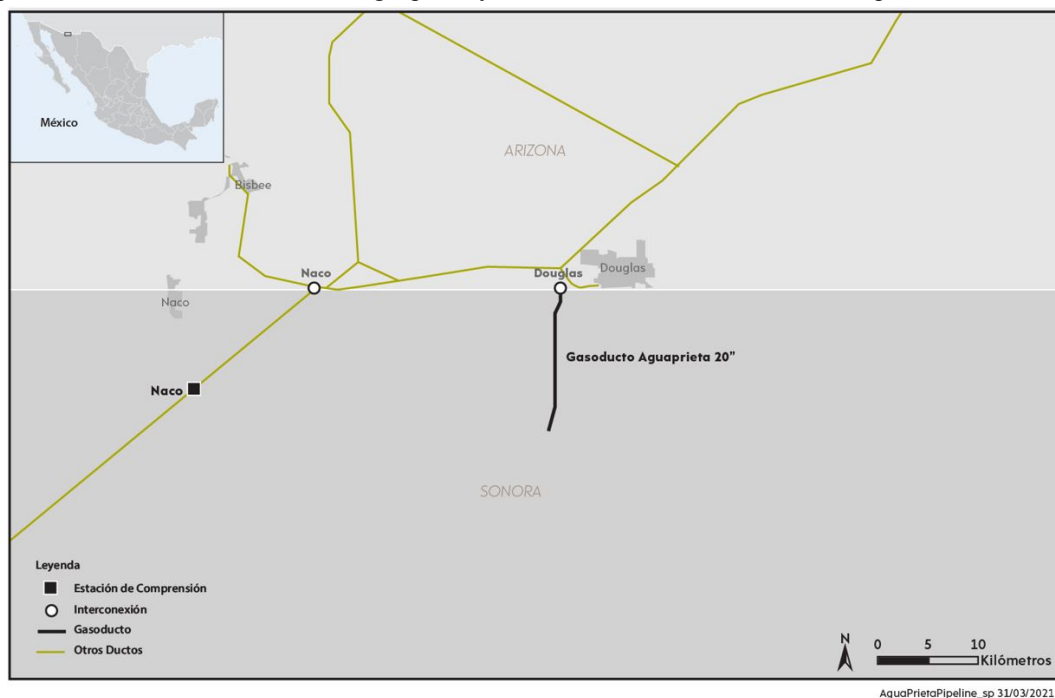 México
ARIZONA
Bisbee
Naco
Douglas
Douglas
Naco
Gasoducto Aguaprieta 20"
Naco
SONORA
Leyenda
Estación de Comprensión
Interconexión
Gasoducto
Otros Ductos
N
0 5 10
Kilómetros
AguaPrietaPipeline_sp 31/03/2021